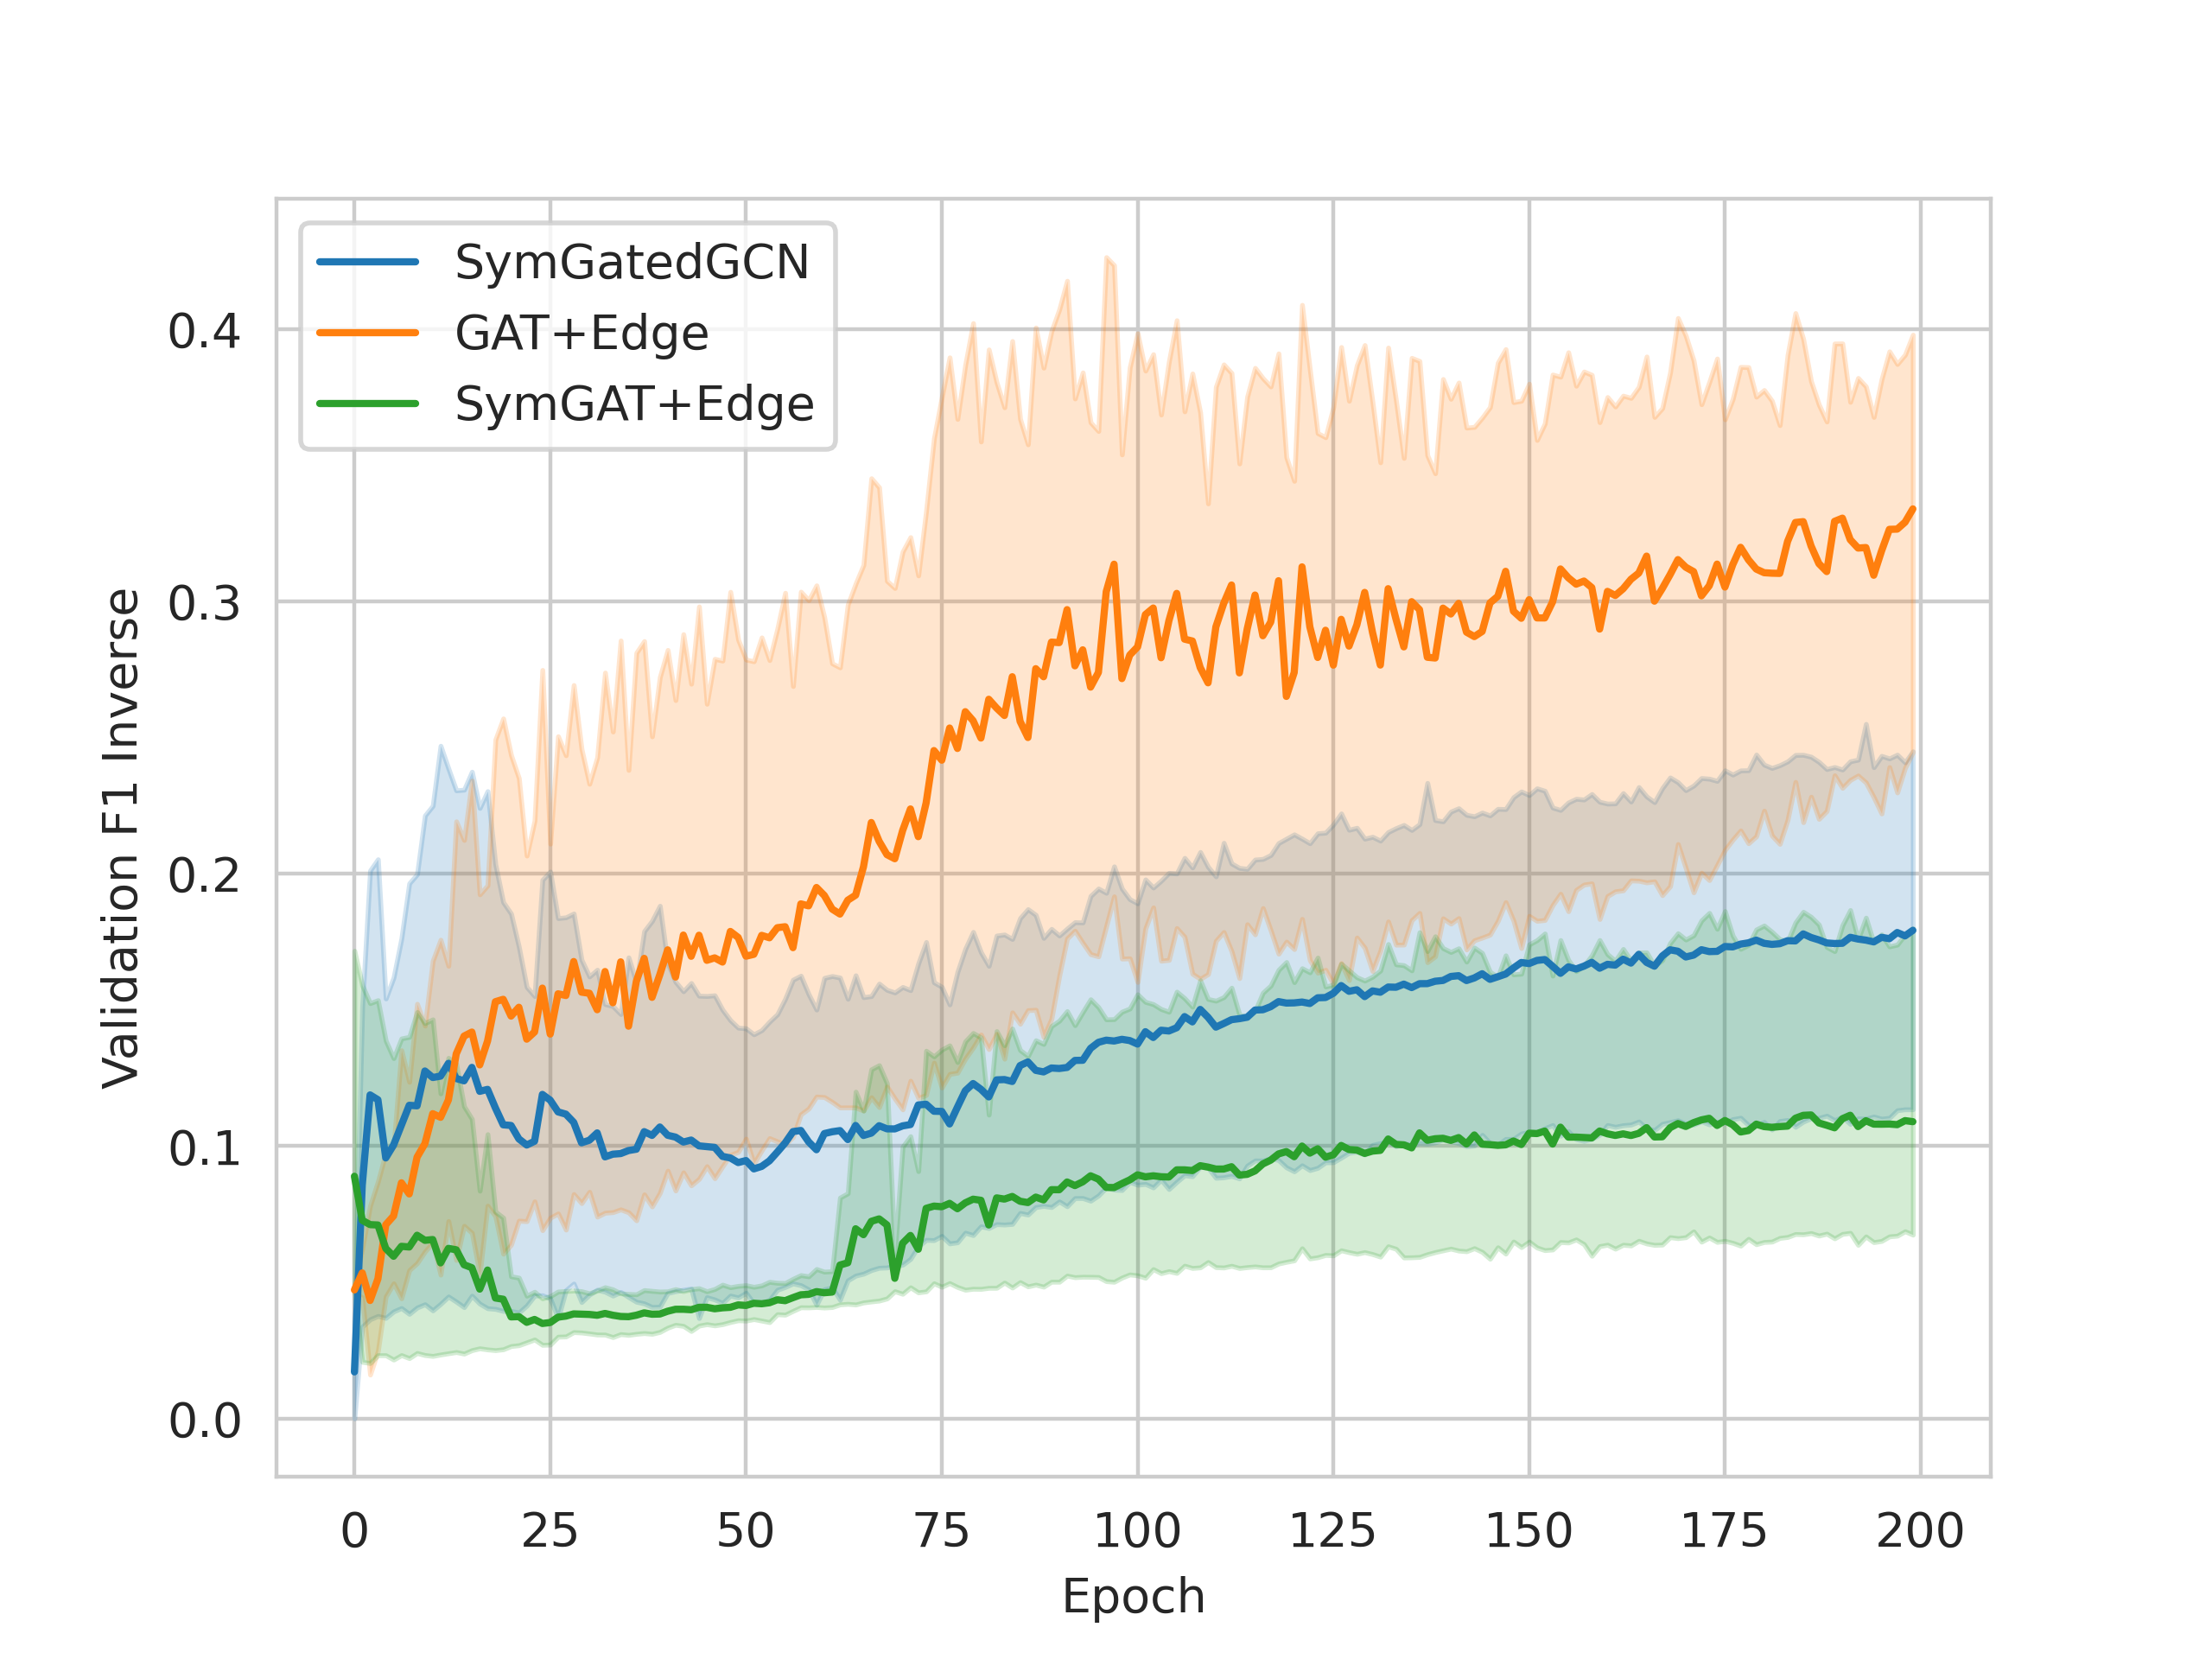 SymGatedGCN
GAT+Edge
SymGAT+Edge
Validation F1 Inverse
0.4
0.3
0.2
0.1
0.0
0 25 50 75 100 125 150 175 200
Epoch